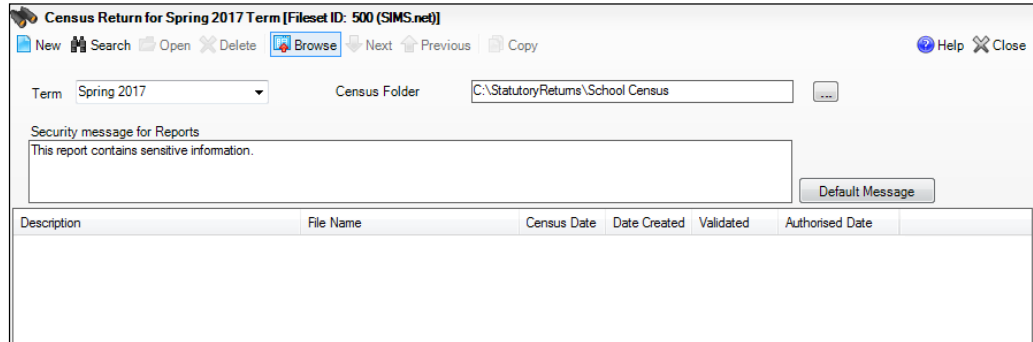 Census Return for Spring 2017 Term [Fileset ID: 500 (SIMS.net)]
New Search Open Delete Browse Next Previous Copy Help Close
Term Spring 2017 Census Folder C:\StatutoryReturns\School Census ...
Security message for Reports
This report contains sensitive information.
Default Message
Description File Name Census Date Date Created Validated Authorised Date